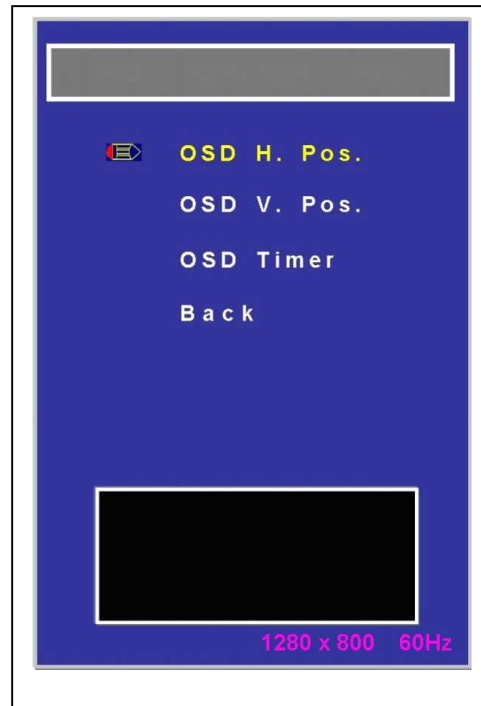 OSD H. Pos.
OSD V. Pos.
OSD Timer
Back
1280 x 800 60Hz